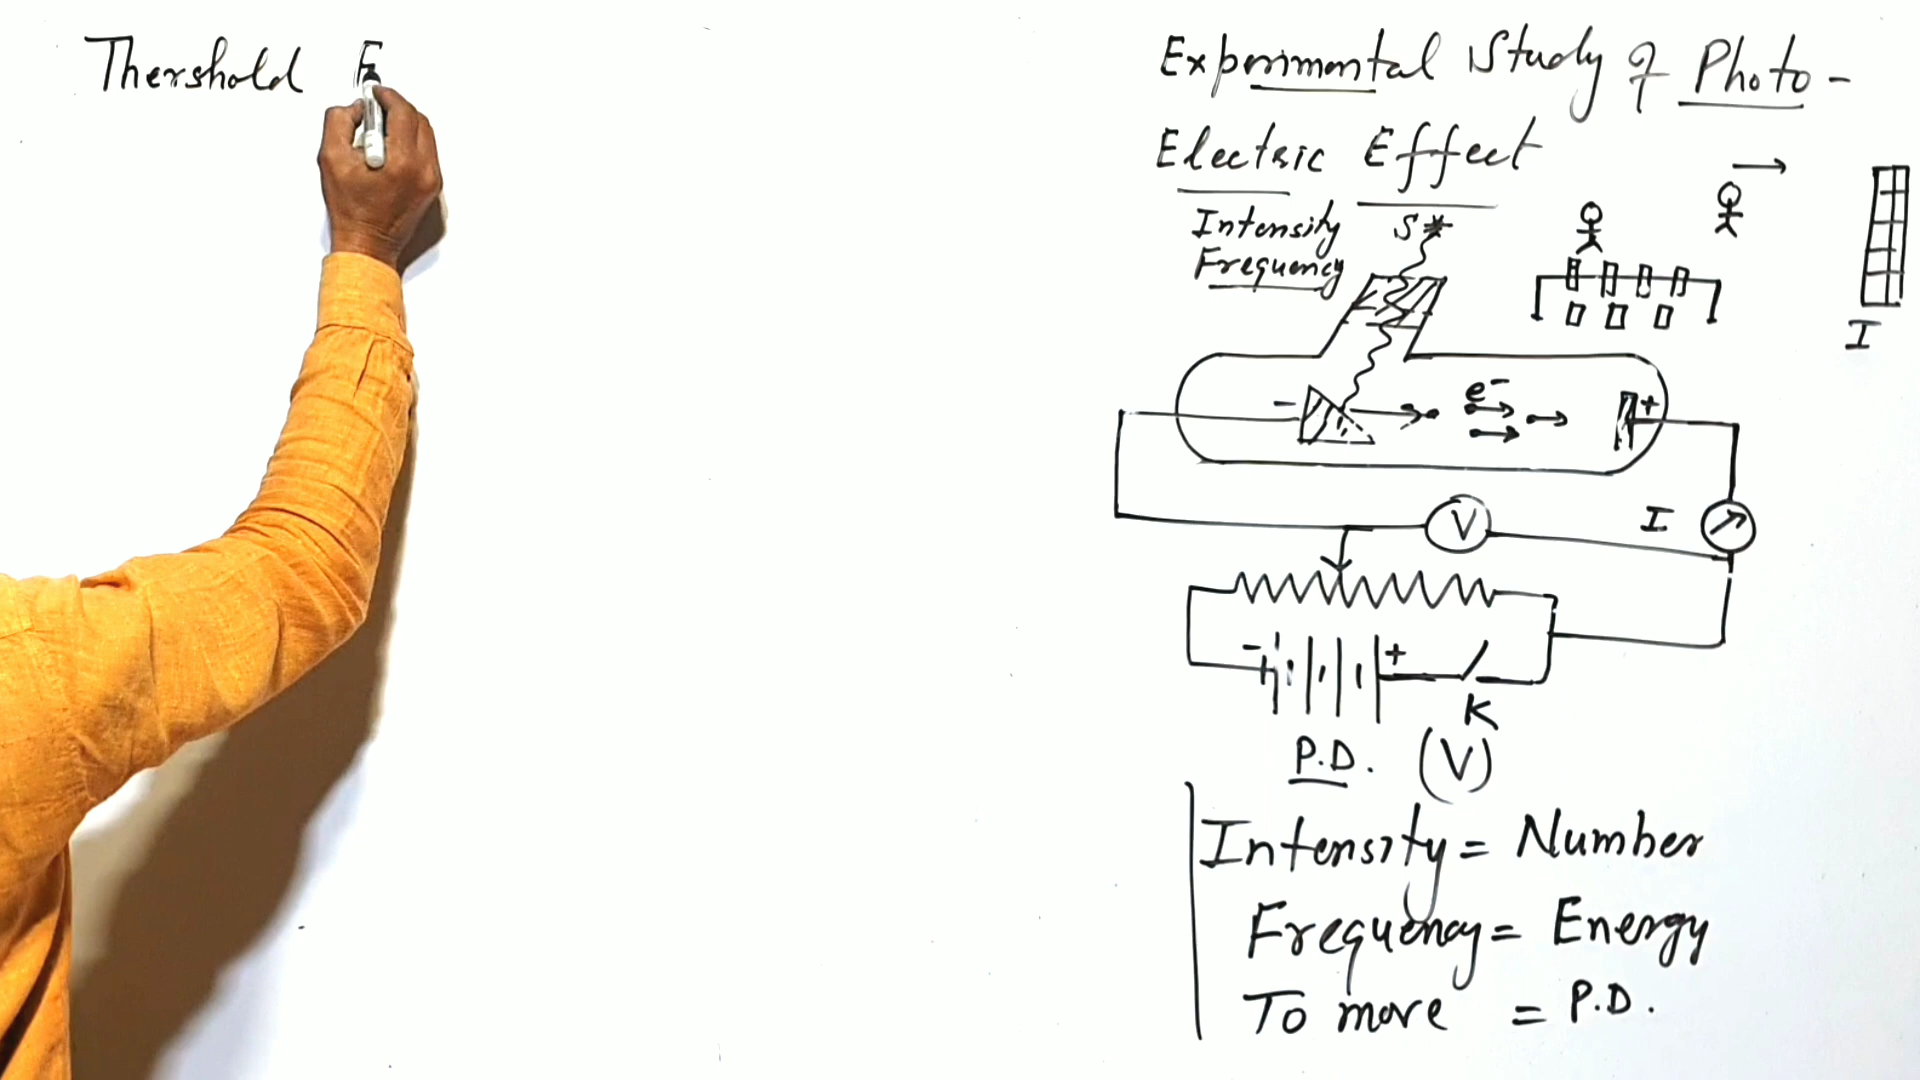 Thershold F
Experimental Study of Photo-
Electric Effect
Intensity
Frequency
S*
I
e-
-
+
V
I
-
+
K
P.D. (V)
Intensity = Number
Frequency = Energy
To move = P.D.